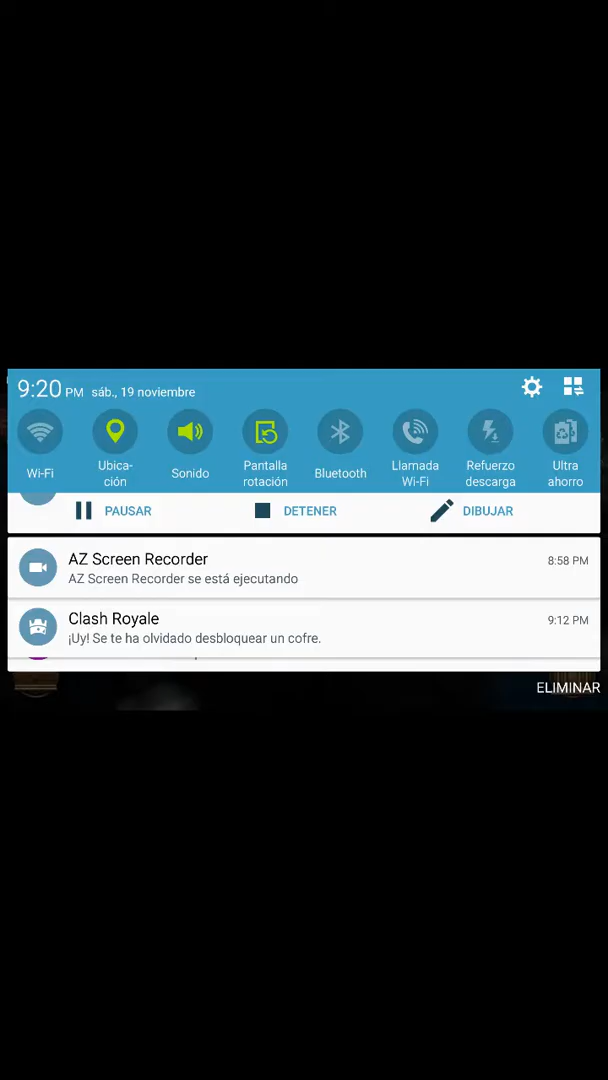 9:20 PM sáb., 19 noviembre
Wi-Fi
Ubica-
ción
Sonido
Pantalla
rotación
Bluetooth
Llamada
Wi-Fi
Refuerzo
descarga
Ultra
ahorro
PAUSAR DETENER DIBUJAR
AZ Screen Recorder 8:58 PM
AZ Screen Recorder se está ejecutando
Clash Royale 9:12 PM
¡Uy! Se te ha olvidado desbloquear un cofre.
ELIMINAR